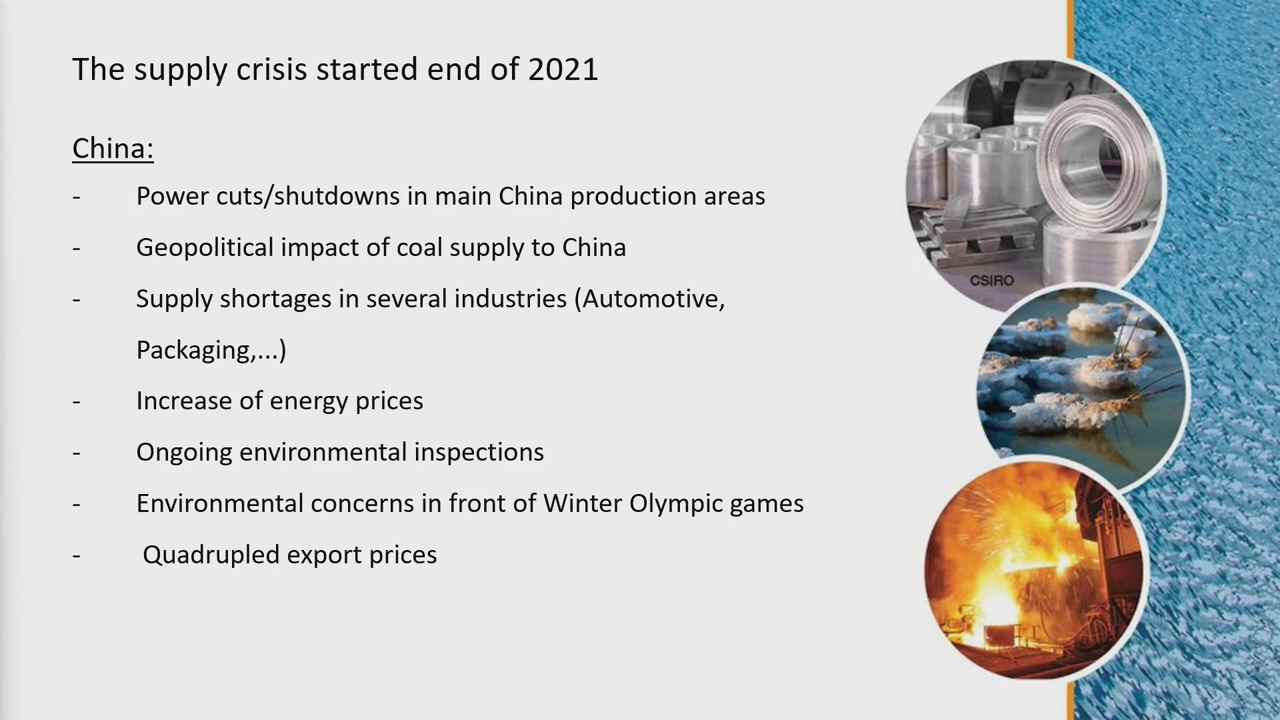 The supply crisis started end of 2021
China:
- Power cuts/shutdowns in main China production areas
- Geopolitical impact of coal supply to China
- Supply shortages in several industries (Automotive,
Packaging,...)
- Increase of energy prices
- Ongoing environmental inspections
- Environmental concerns in front of Winter Olympic games
- Quadrupled export prices
CSIRO